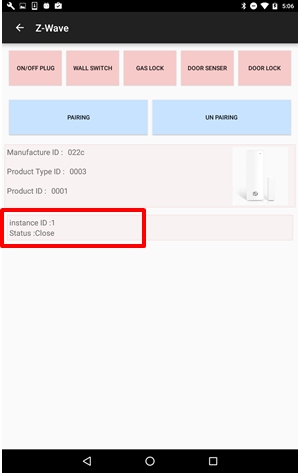 5:06
Z-Wave
ON/OFF PLUG WALL SWITCH GAS LOCK DOOR SENSER DOOR LOCK
PAIRING UN PAIRING
Manufacture ID : 022c
Product Type ID : 0003
Product ID : 0001
instance ID :1
Status :Close